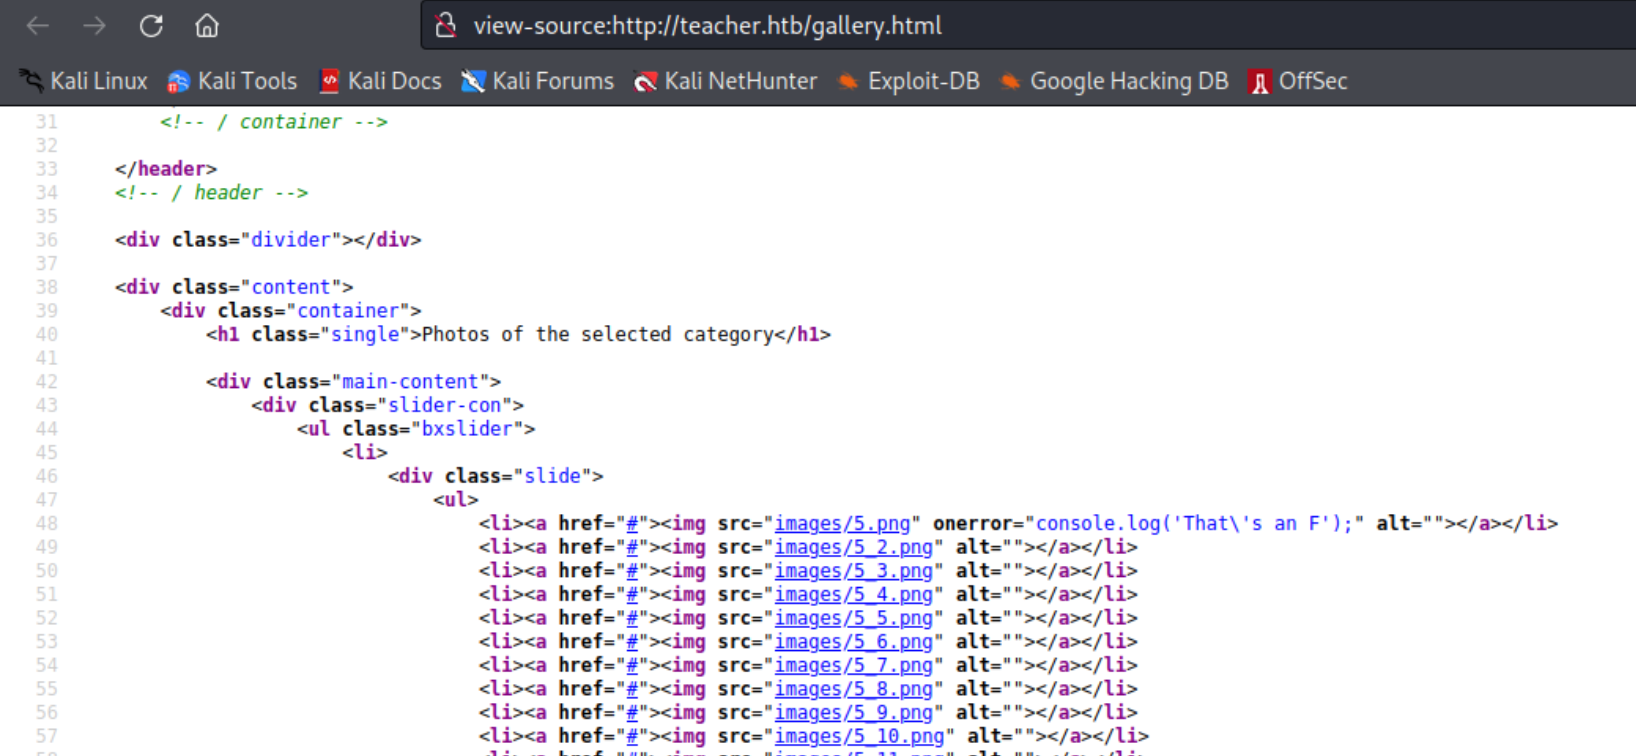 view-source:http://teacher.htb/gallery.html
Kali Linux Kali Tools Kali Docs Kali Forums Kali NetHunter Exploit-DB Google Hacking DB OffSec
31 <!-- / container -->
32
33 </header>
34 <!-- / header -->
35
36 <div class="divider"></div>
37
38 <div class="content">
39 <div class="container">
40 <h1 class="single">Photos of the selected category</h1>
41
42 <div class="main-content">
43 <div class="slider-con">
44 <ul class="bxslider">
45 <li>
46 <div class="slide">
47 <ul>
48 <li><a href="#"><img src="images/5.png" onerror="console.log('That\'s an F');" alt=""></a></li>
49 <li><a href="#"><img src="images/5_2.png" alt=""></a></li>
50 <li><a href="#"><img src="images/5_3.png" alt=""></a></li>
51 <li><a href="#"><img src="images/5_4.png" alt=""></a></li>
52 <li><a href="#"><img src="images/5_5.png" alt=""></a></li>
53 <li><a href="#"><img src="images/5_6.png" alt=""></a></li>
54 <li><a href="#"><img src="images/5_7.png" alt=""></a></li>
55 <li><a href="#"><img src="images/5_8.png" alt=""></a></li>
56 <li><a href="#"><img src="images/5_9.png" alt=""></a></li>
57 <li><a href="#"><img src="images/5_10.png" alt=""></a></li>